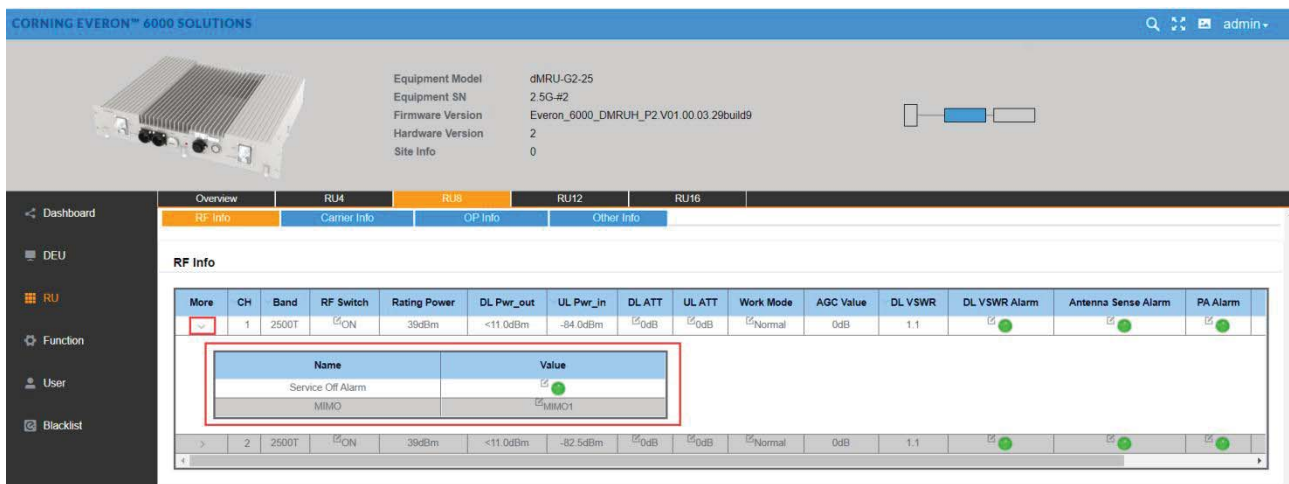 CORNING EVERON™ 6000 SOLUTIONS
admin
Equipment Model dMRU-G2-25
Equipment SN 2.5G-#2
Firmware Version Everon_6000_DMRUH_P2.V01.00.03.29build9
Hardware Version 2
Site Info 0
Overview RU4 RU8 RU12 RU16
RF Info Carrier Info OP Info Other Info
Dashboard
DEU
RU
Function
User
Blacklist
RF Info
More CH Band RF Switch Rating Power DL Pwr_out UL Pwr_in DL ATT UL ATT Work Mode AGC Value DL VSWR DL VSWR Alarm Antenna Sense Alarm PA Alarm
1 2500T ON 39dBm <11.0dBm -84.0dBm 0dB 0dB Normal 0dB 1.1
Name Value
Service Off Alarm
MIMO MIMO1
2 2500T ON 39dBm <11.0dBm -82.5dBm 0dB 0dB Normal 0dB 1.1